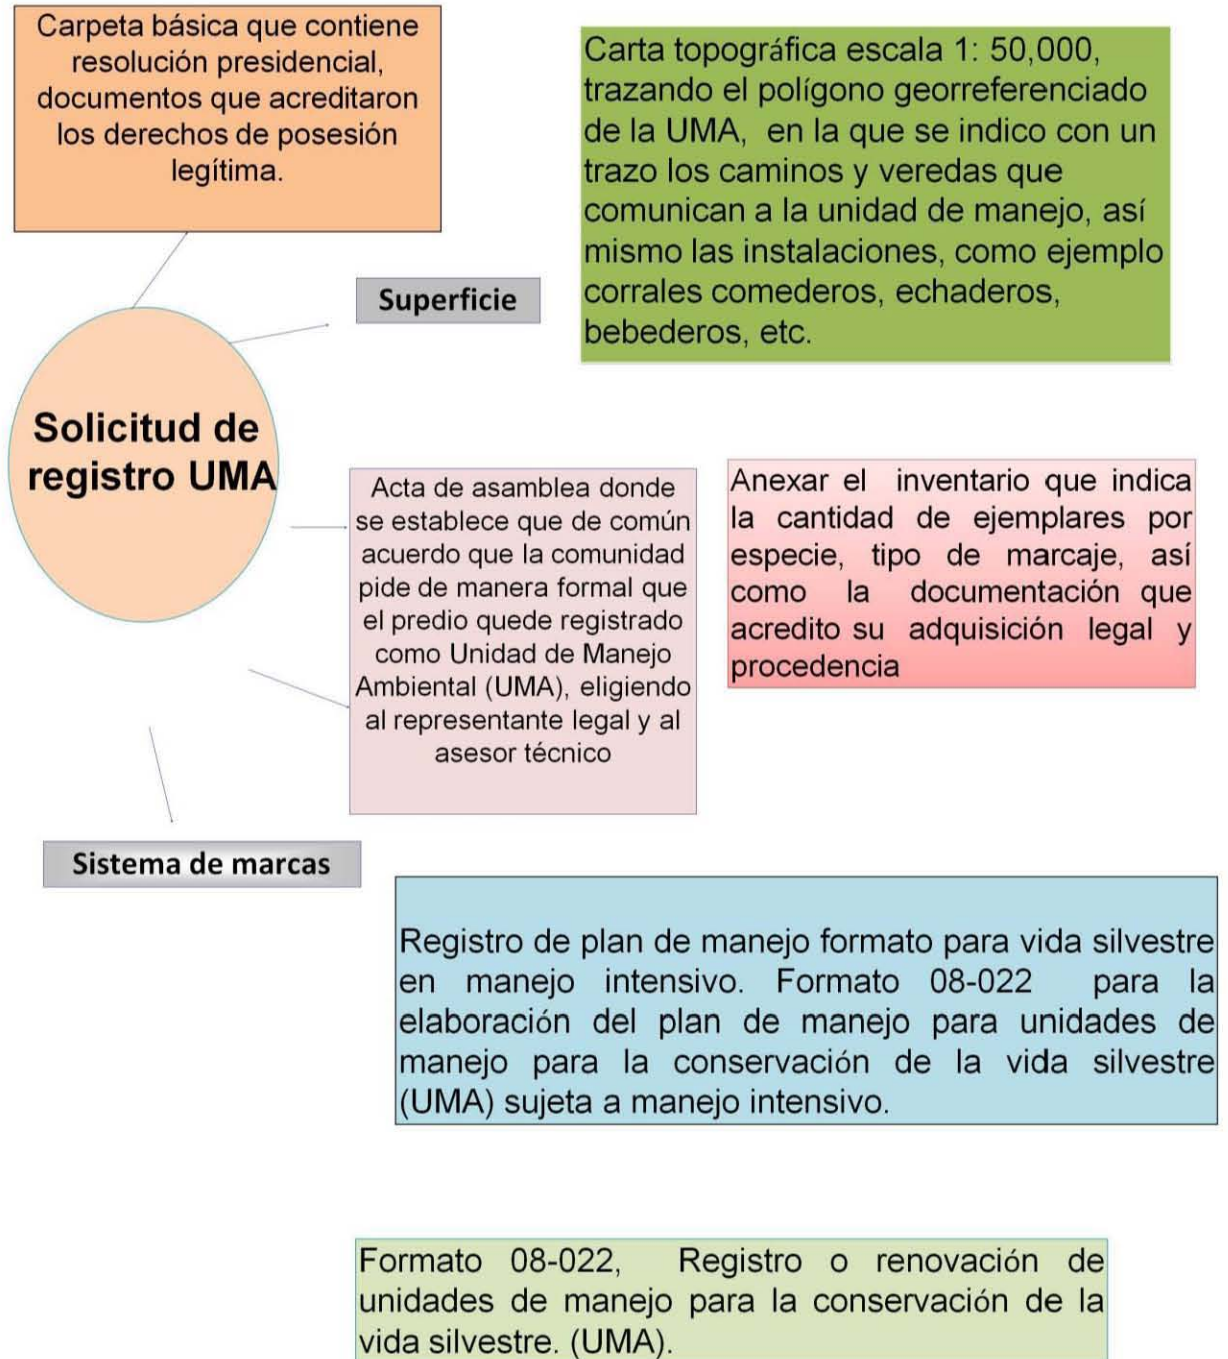 Carpeta básica que contiene
resolución presidencial,
documentos que acreditaron
los derechos de posesión
legítima.
Carta topográfica escala 1: 50,000,
trazando el polígono georreferenciado
de la UMA, en la que se indico con un
trazo los caminos y veredas que
comunican a la unidad de manejo, así
mismo las instalaciones, como ejemplo
corrales comederos, echaderos,
bebederos, etc.
Superficie
Solicitud de
registro UMA
Acta de asamblea donde
se establece que de común
acuerdo que la comunidad
pide de manera formal que
el predio quede registrado
como Unidad de Manejo
Ambiental (UMA), eligiendo
al representante legal y al
asesor técnico
Anexar el inventario que indica
la cantidad de ejemplares por
especie, tipo de marcaje, así
como la documentación que
acredito su adquisición legal y
procedencia
Sistema de marcas
Registro de plan de manejo formato para vida silvestre
en manejo intensivo. Formato 08-022 para la
elaboración del plan de manejo para unidades de
manejo para la conservación de la vida silvestre
(UMA) sujeta a manejo intensivo.
Formato 08-022, Registro o renovación de
unidades de manejo para la conservación de la
vida silvestre. (UMA).